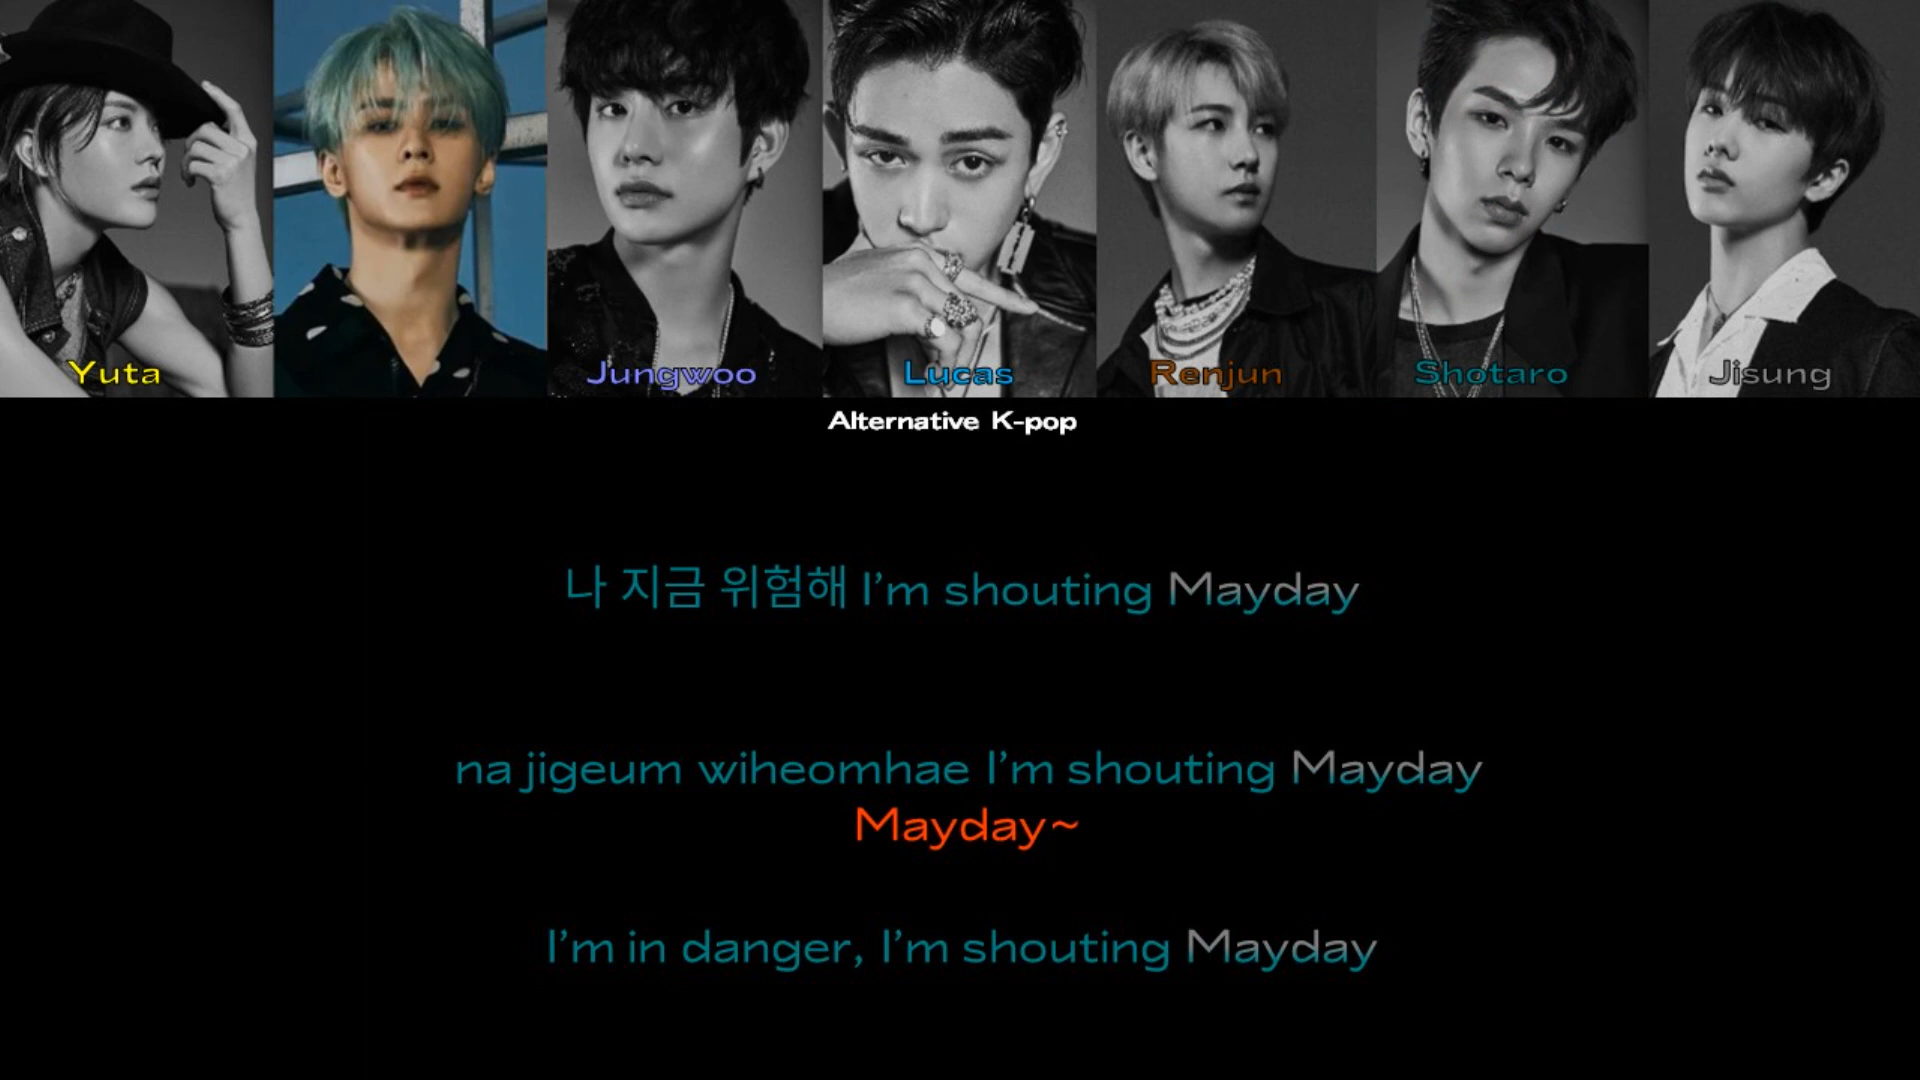 Yuta
Jungwoo
Lucas
Renjun
Shotaro
Jisung
Alternative K-pop
나 지금 위험해 I'm shouting Mayday
na jigeum wiheomhae I'm shouting Mayday
Mayday~
I'm in danger, I'm shouting Mayday